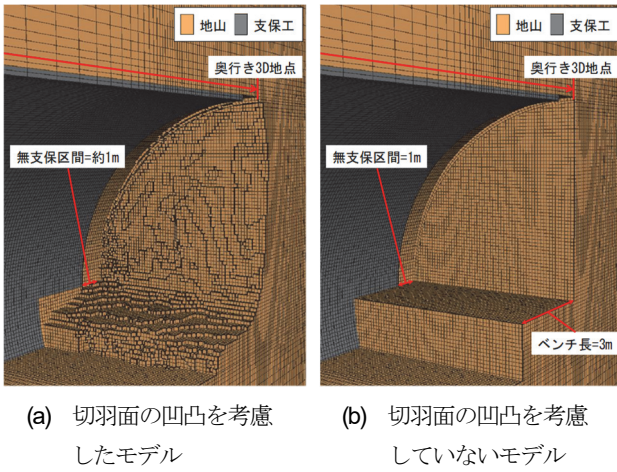 地山 支保工
奥行き3D地点
無支保区間=約1m
(a) 切羽面の凹凸を考慮
したモデル
地山 支保工
奥行き3D地点
無支保区間=1m
ベンチ長=3m
(b) 切羽面の凹凸を考慮
していないモデル